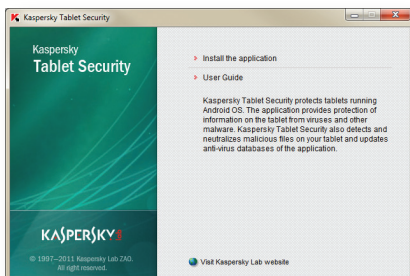 Kaspersky Tablet Security
Kaspersky
Tablet Security
Install the application
User Guide
Kaspersky Tablet Security protects tablets running
Android OS. The application provides protection of
information on the tablet from viruses and other
malware. Kaspersky Tablet Security also detects and
neutralizes malicious files on your tablet and updates
anti-virus databases of the application.
KASPERSKY
© 1997–2011 Kaspersky Lab ZAO.
All right reserved.
Visit Kaspersky Lab website